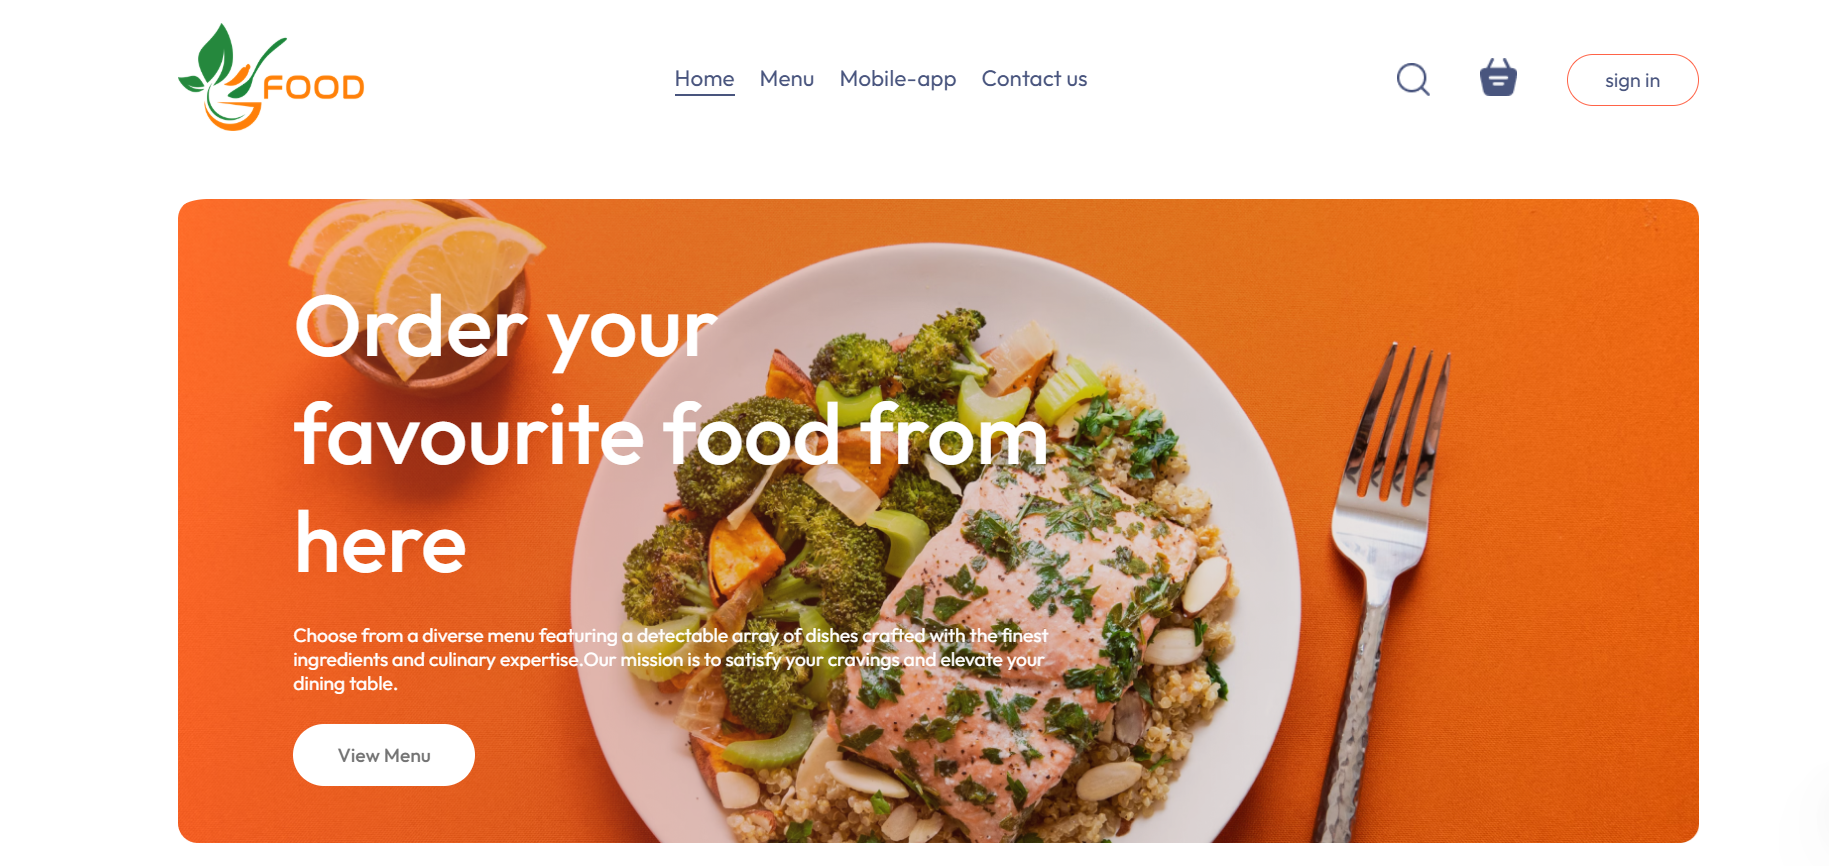 FOOD
Home Menu Mobile-app Contact us
sign in
Order your
favourite food from
here
Choose from a diverse menu featuring a detectable array of dishes crafted with the finest
ingredients and culinary expertise.Our mission is to satisfy your cravings and elevate your
dining table.
View Menu